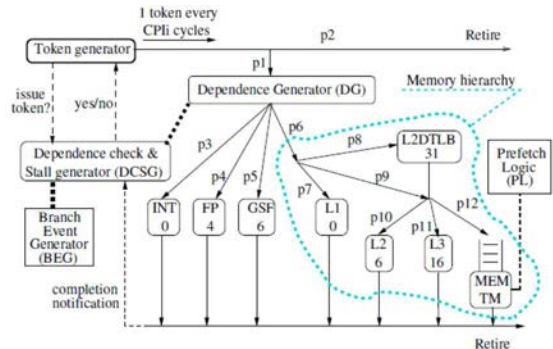 1 token every
CPIi cycles
p2
Retire
Token generator
p1
Memory hierarchy
issue
token?
yes/no
Dependence Generator (DG)
p3
p4
p5
p6
p8
L2DTLB
31
Prefetch
Logic
(PL)
Dependence check &
Stall generator (DCSG)
p9
p7
p10
p11
p12
INT
0
FP
4
GSF
6
L1
0
Branch
Event
Generator
(BEG)
L2
6
L3
16
MEM
TM
completion
notification
Retire